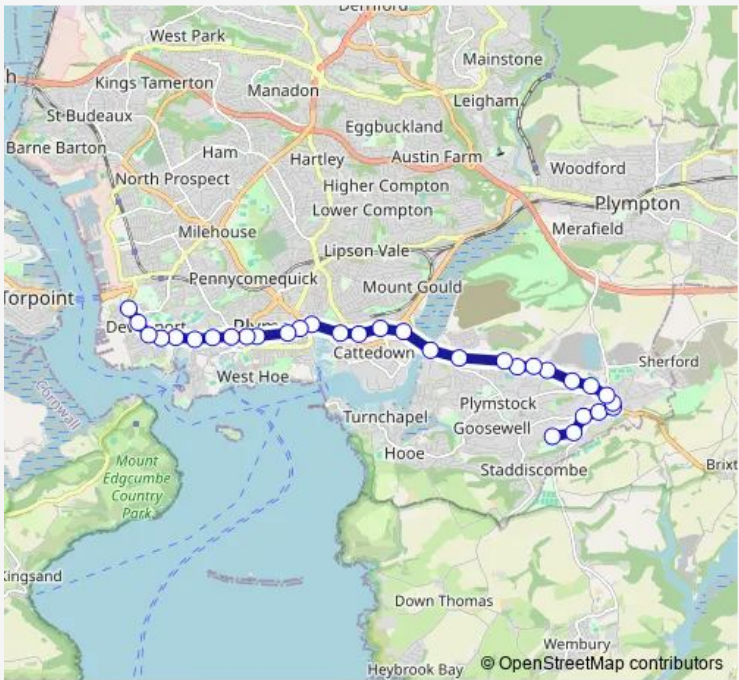 Dernford
West Park
Mainstone
Kings Tamerton
Manadon
Leigham
St Budeaux
Eggbuckland
Barne Barton
Ham
Hartley
Austin Farm
Woodford
North Prospect
Higher Compton
Plympton
Lower Compton
Milehouse
Merafield
Lipson Vale
Pennycomequick
Mount Gould
Torpoint
Cattedown
Sherford
West Hoe
Cornwall
Plymstock
Turnchapel
Goosewell
Hooe
Staddiscombe
Brixt
Mount
Edgcumbe
Country
Park
Kingsand
Down Thomas
Wembury
Heybrook Bay
© OpenStreetMap contributors